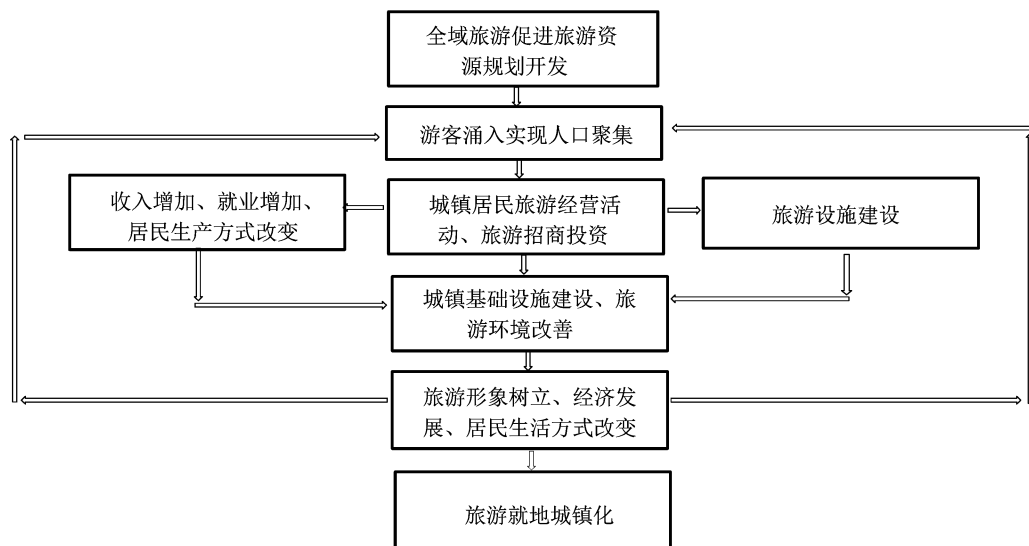 全域旅游促进旅游资
源规划开发
游客涌入实现人口聚集
收入增加、就业增加、
居民生产方式改变
城镇居民旅游经营活
动、旅游招商投资
旅游设施建设
城镇基础设施建设、旅
游环境改善
旅游形象树立、经济发
展、居民生活方式改变
旅游就地城镇化